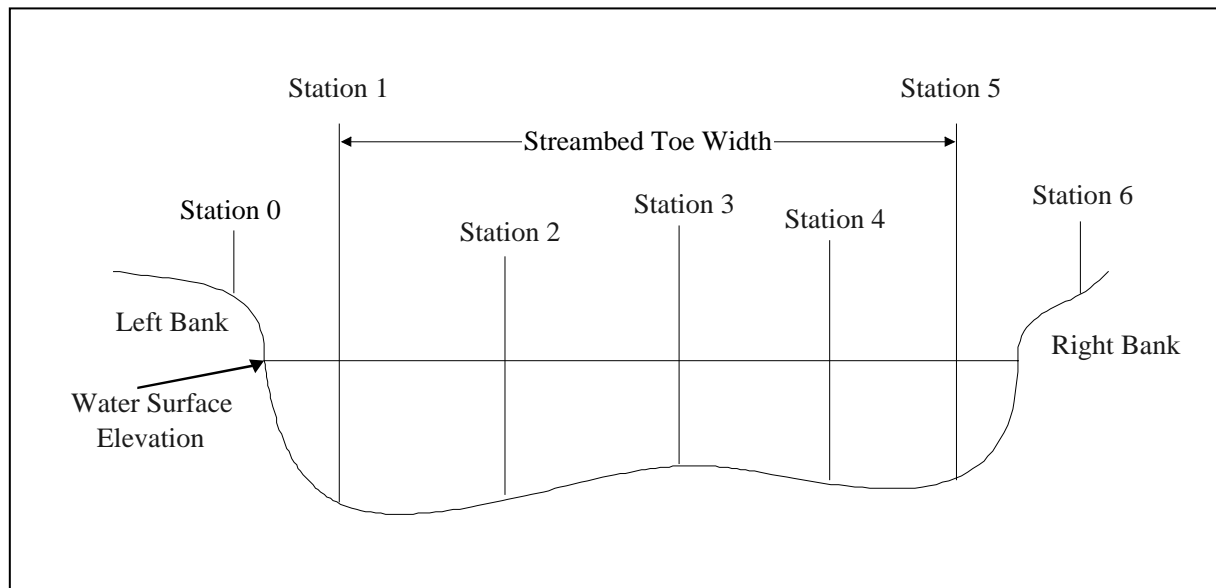 Station 1
Station 5
Streambed Toe Width
Station 0
Station 2
Station 3
Station 4
Station 6
Left Bank
Right Bank
Water Surface
Elevation